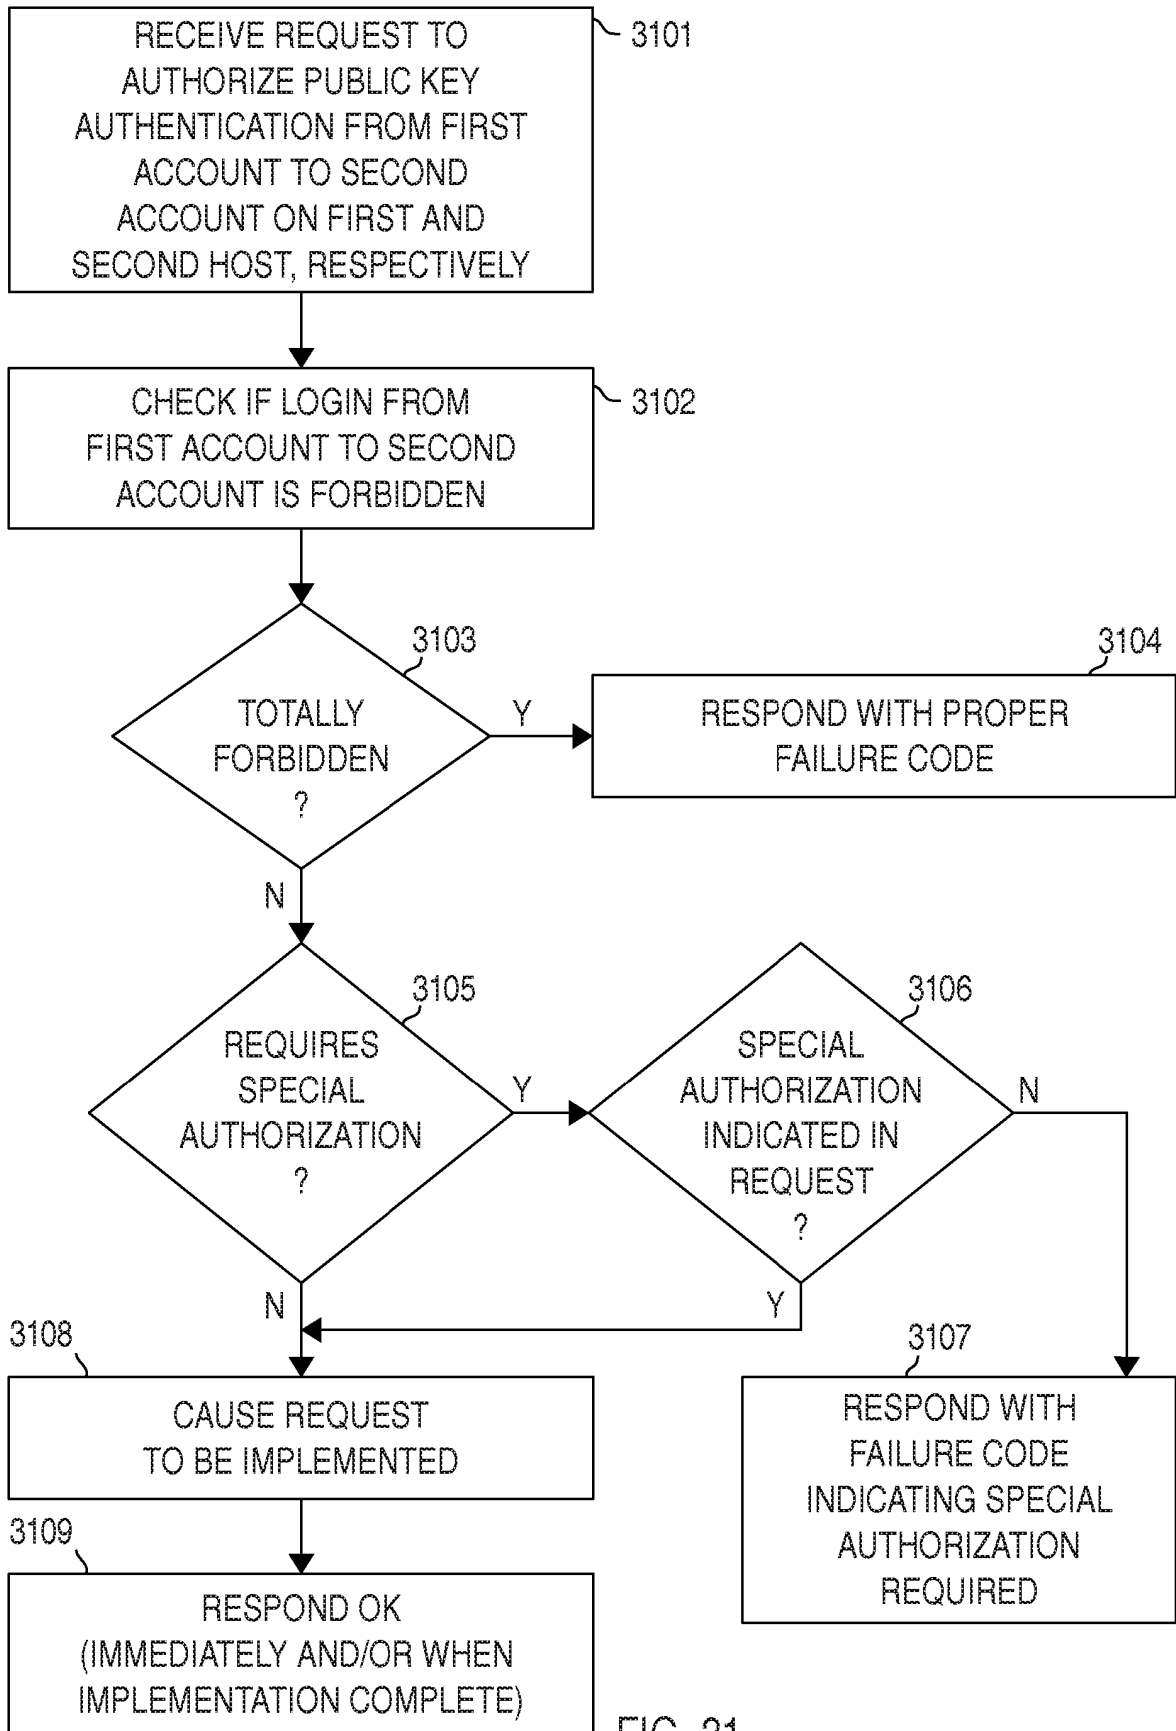 RECEIVE REQUEST TO
AUTHORIZE PUBLIC KEY
AUTHENTICATION FROM FIRST
ACCOUNT TO SECOND
ACCOUNT ON FIRST AND
SECOND HOST, RESPECTIVELY
3101
CHECK IF LOGIN FROM
FIRST ACCOUNT TO SECOND
ACCOUNT IS FORBIDDEN
3102
3103
TOTALLY
FORBIDDEN
?
Y
3104
RESPOND WITH PROPER
FAILURE CODE
N
3105
REQUIRES
SPECIAL
AUTHORIZATION
?
Y
3106
SPECIAL
AUTHORIZATION
INDICATED IN
REQUEST
?
N
N
Y
3108
CAUSE REQUEST
TO BE IMPLEMENTED
3107
RESPOND WITH
FAILURE CODE
INDICATING SPECIAL
AUTHORIZATION
REQUIRED
3109
RESPOND OK
(IMMEDIATELY AND/OR WHEN
IMPLEMENTATION COMPLETE)
FIG.